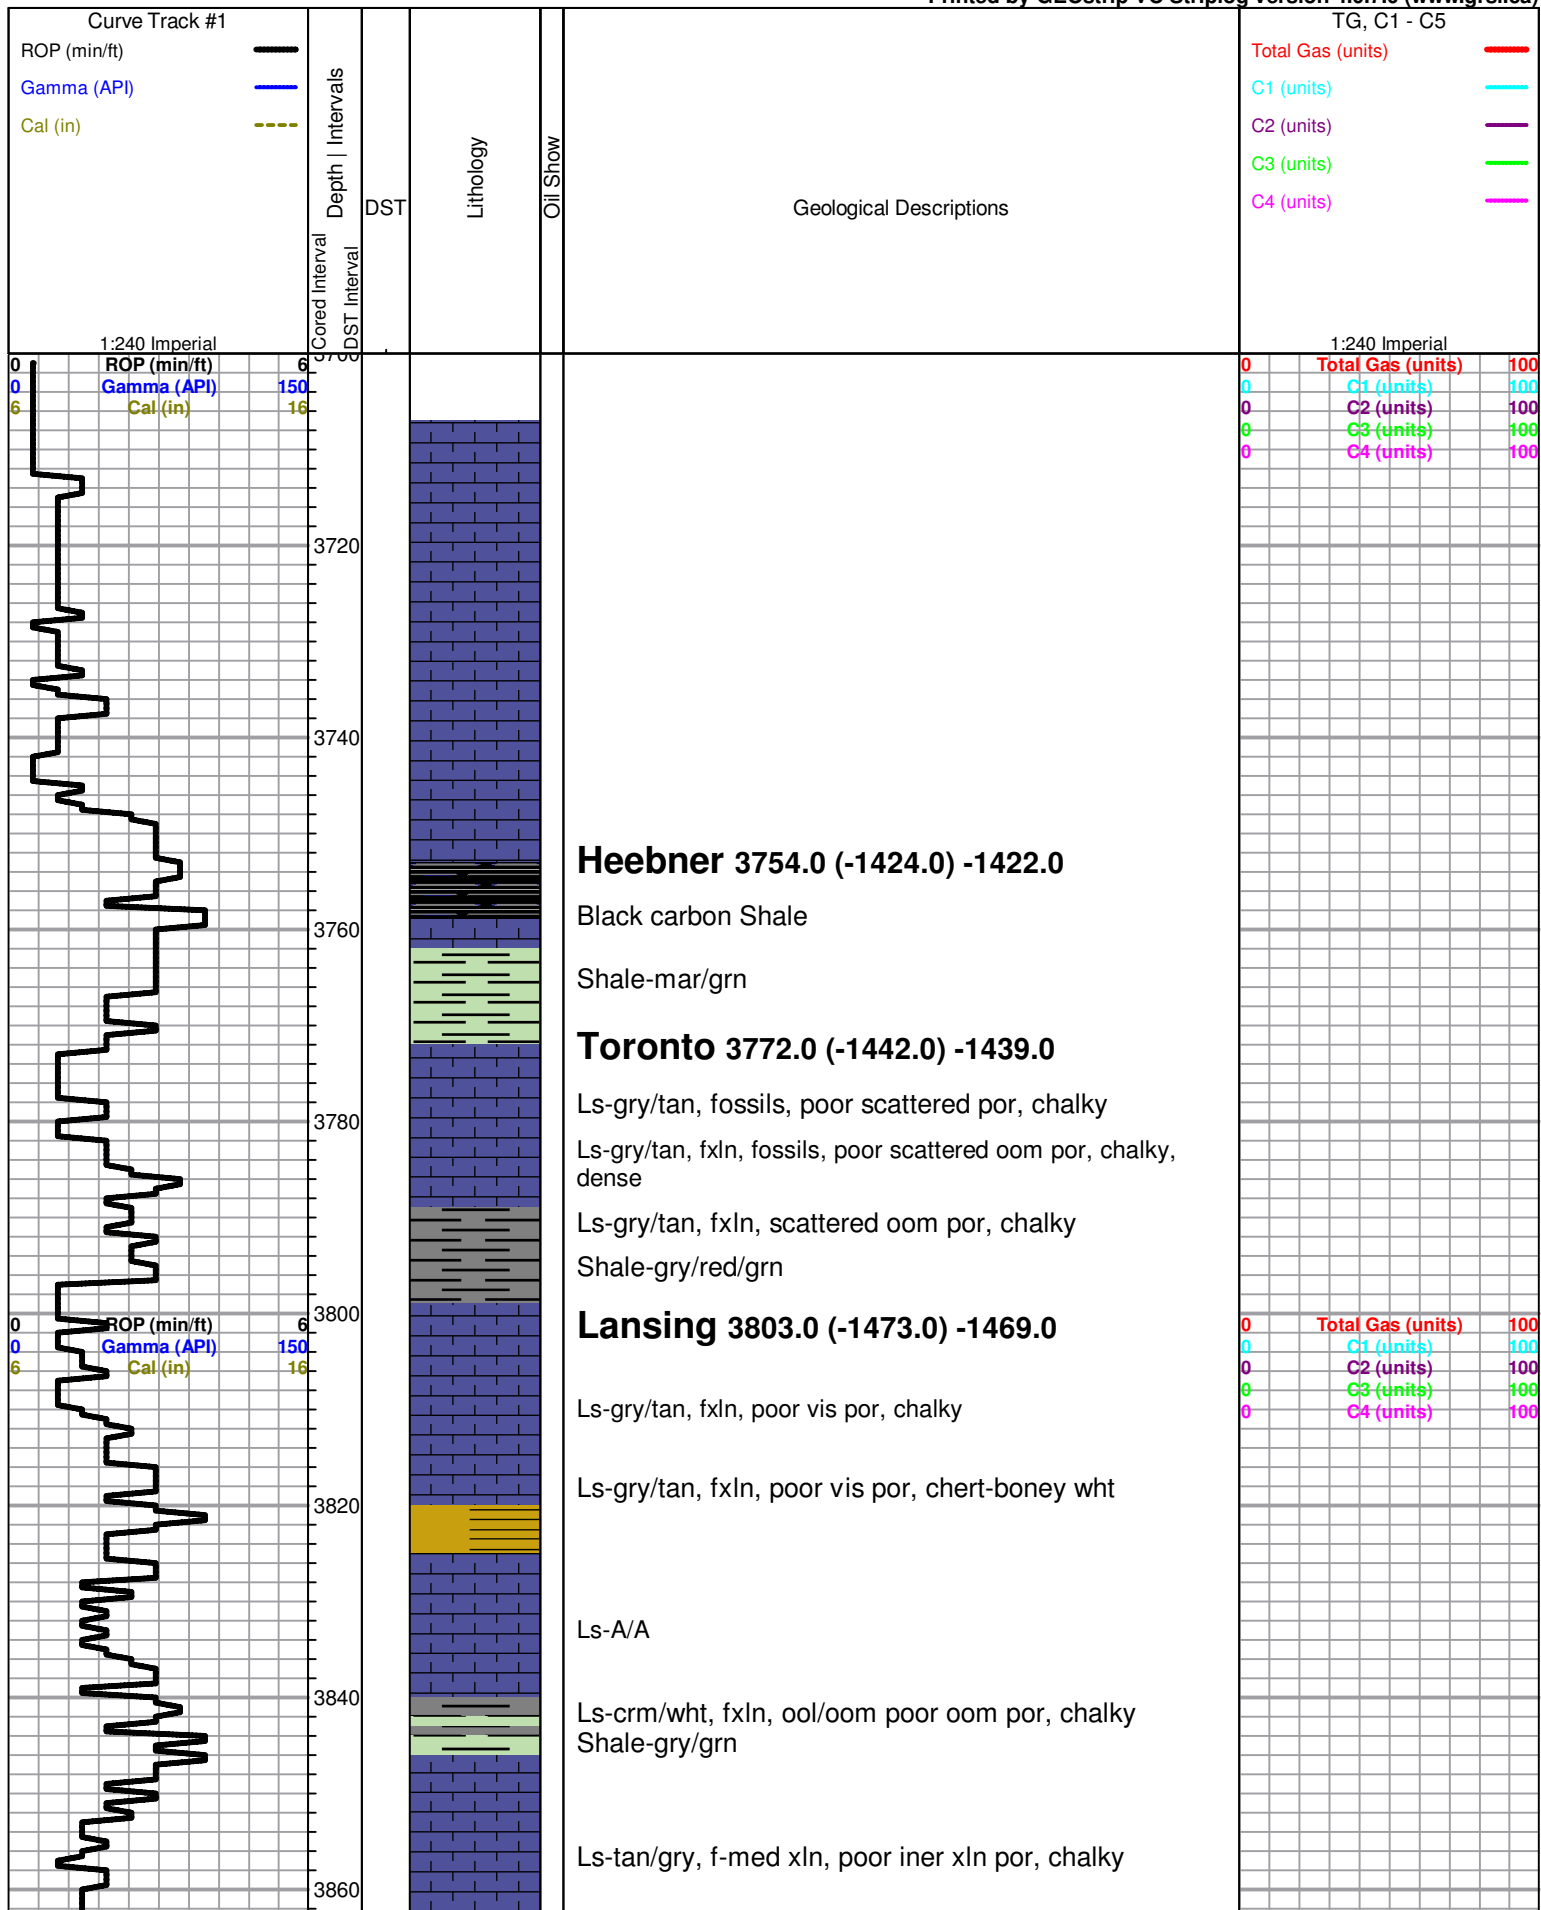 Curve Track #1
ROP (min/ft)
Gamma (API)
Cal (in)
1:240 Imperial
Cored Interval
Depth | Intervals
DST Interval
DST
Lithology
Oil Show
Geological Descriptions
TG, C1 - C5
Total Gas (units)
C1 (units)
C2 (units)
C3 (units)
C4 (units)
1:240 Imperial
0 ROP (min/ft) 6
0 Gamma (API) 150
6 Cal (in) 16
0 Total Gas (units) 100
0 C1 (units) 100
0 C2 (units) 100
0 C3 (units) 100
0 C4 (units) 100
3720
3740
Heebner 3754.0 (-1424.0) -1422.0
Black carbon Shale
3760
Shale-mar/grn
Toronto 3772.0 (-1442.0) -1439.0
Ls-gry/tan, fossils, poor scattered por, chalky
3780
Ls-gry/tan, fxln, fossils, poor scattered oom por, chalky,
dense
Ls-gry/tan, fxln, scattered oom por, chalky
Shale-gry/red/grn
3800
Lansing 3803.0 (-1473.0) -1469.0
0 ROP (min/ft) 6
0 Gamma (API) 150
6 Cal (in) 16
0 Total Gas (units) 100
0 C1 (units) 100
0 C2 (units) 100
0 C3 (units) 100
0 C4 (units) 100
Ls-gry/tan, fxln, poor vis por, chalky
Ls-gry/tan, fxln, poor vis por, chert-boney wht
3820
Ls-A/A
3840
Ls-crm/wht, fxln, ool/oom poor oom por, chalky
Shale-gry/grn
Ls-tan/gry, f-med xln, poor iner xln por, chalky
3860